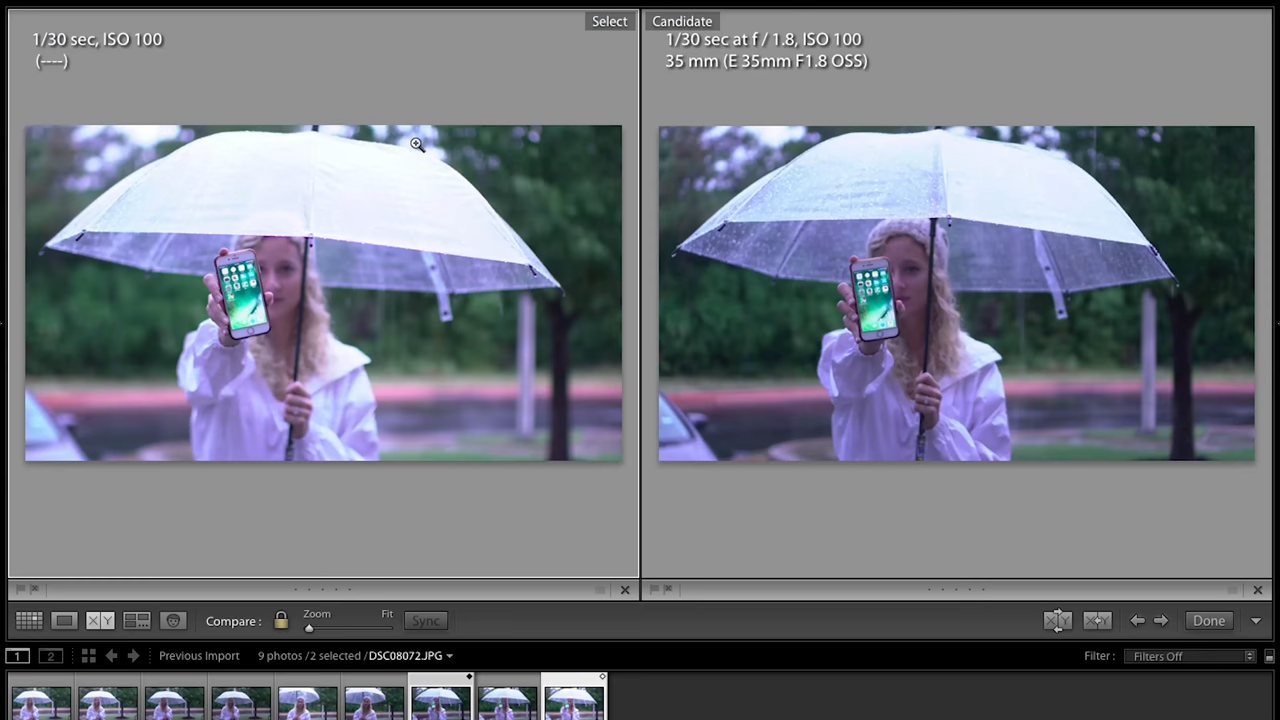 Select
Candidate
1/30 sec, ISO 100
(----)
1/30 sec at f / 1.8, ISO 100
35 mm (E 35mm F1.8 OSS)
XY
Compare :
Zoom
Fit
Sync
Done
1
2
Previous Import
9 photos /2 selected /DSC08072.JPG
Filter :
Filters Off